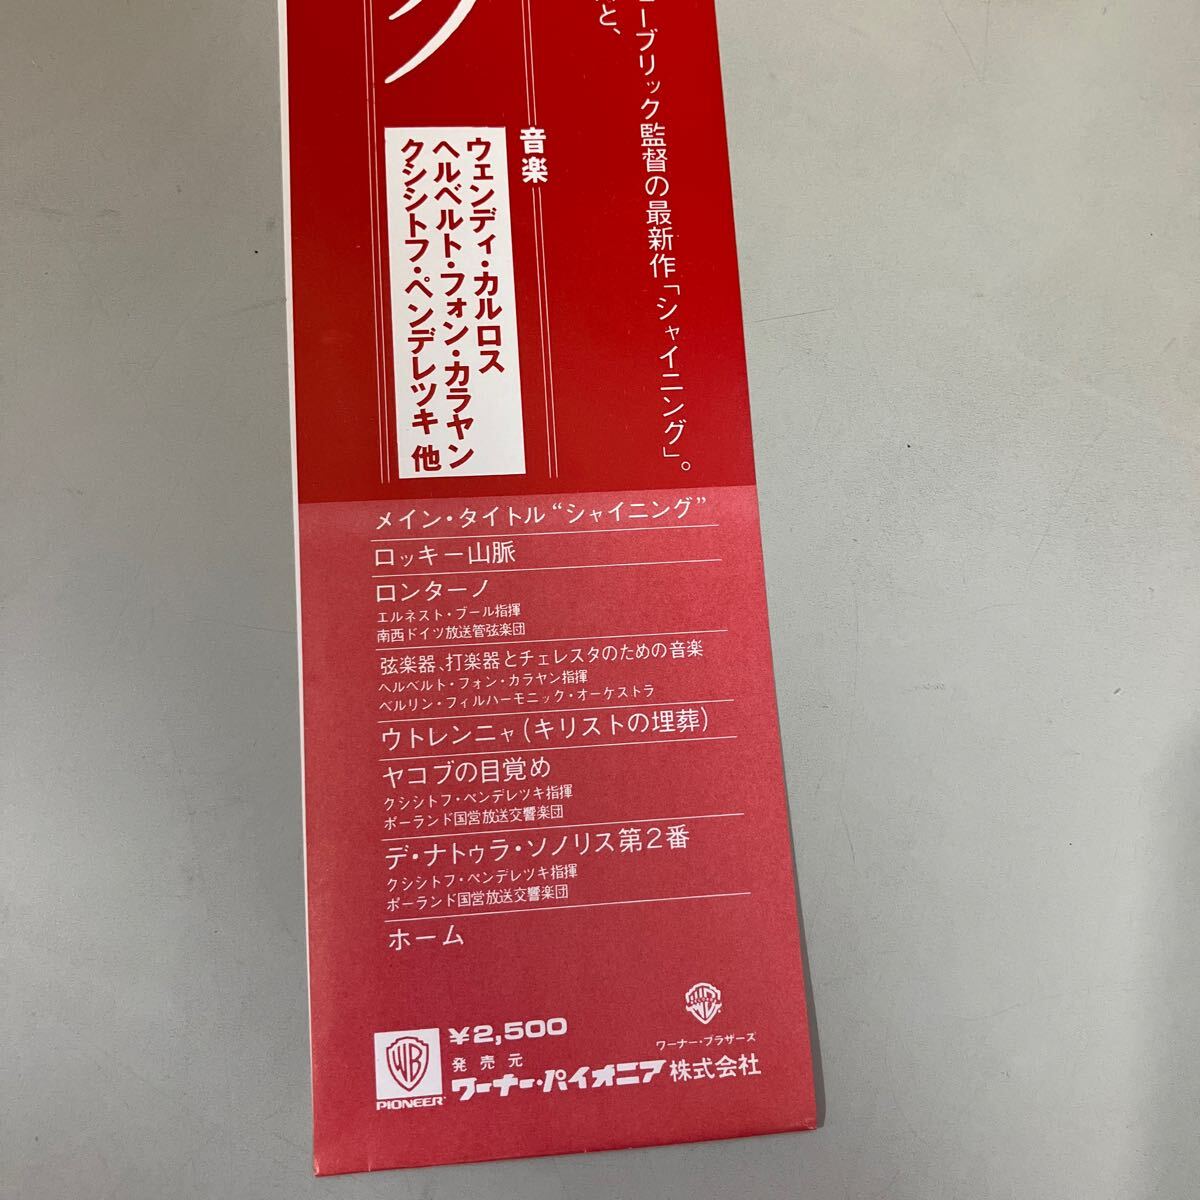 ューブリック監督の最新作「シャイニング」。
と、
グ
音楽
ウェンディ・カルロス
ヘルベルト・フォン・カラヤン
クシシトフ・ペンデレツキ 他
メイン・タイトル“シャイニング”
ロッキー山脈
ロンターノ
エルネスト・ブール指揮
南西ドイツ放送管弦楽団
弦楽器、打楽器とチェレスタのための音楽
ヘルベルト・フォン・カラヤン指揮
ベルリン・フィルハーモニック・オーケストラ
ウトレンニャ(キリストの埋葬)
ヤコブの目覚め
クシシトフ・ペンデレツキ指揮
ポーランド国営放送交響楽団
デ・ナトゥラ・ソノリス第2番
クシシトフ・ペンデレツキ指揮
ポーランド国営放送交響楽団
ホーム
WB
PIONEER
¥2,500
発売元
ワーナー・パイオニア株式会社
ワーナー・ブラザーズ